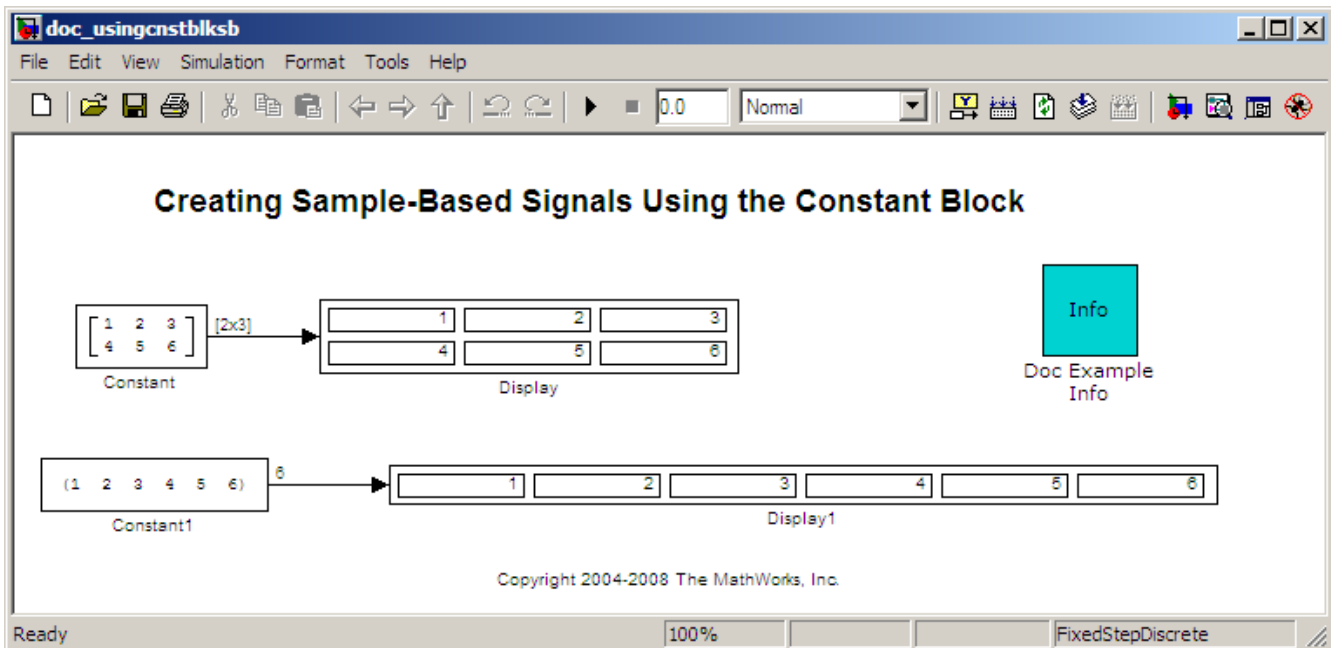 doc_usingcnstblksb
File Edit View Simulation Format Tools Help
0.0 Normal
Creating Sample-Based Signals Using the Constant Block
1 2 3
4 5 6
Constant
[2x3]
1 2 3
4 5 6
Display
Info
Doc Example
Info
(1 2 3 4 5 6)
Constant1
6
1 2 3 4 5 6
Display1
Copyright 2004-2008 The MathWorks, Inc.
Ready 100% FixedStepDiscrete